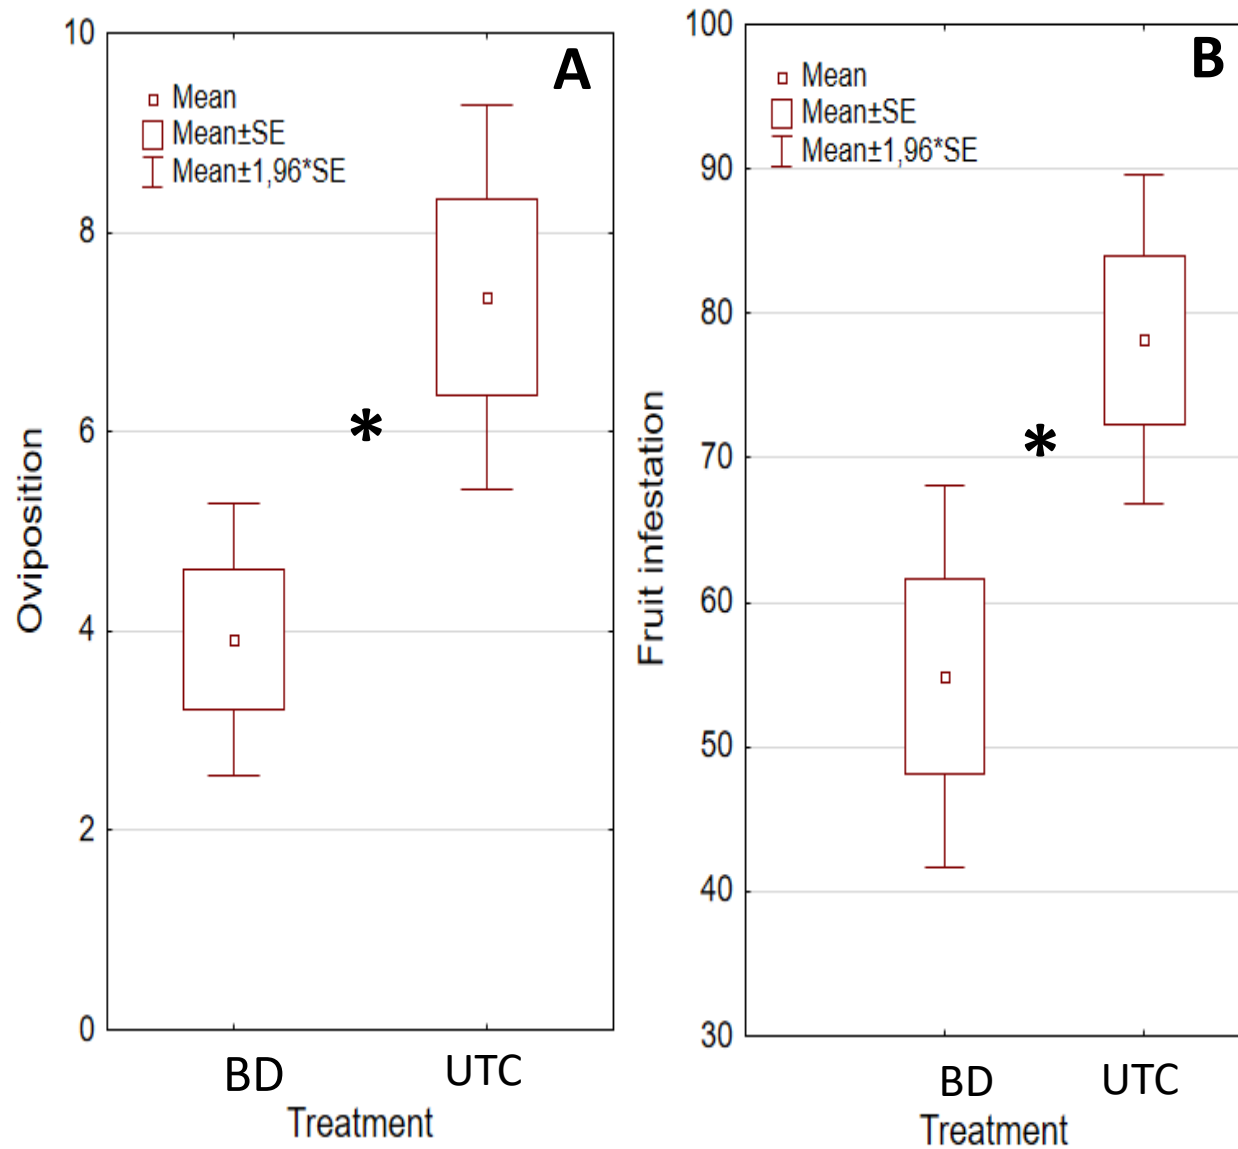 A
Mean
Mean±SE
Mean±1,96*SE
10
8
6
4
2
0
Oviposition
*
BD
UTC
Treatment
B
Mean
Mean±SE
Mean±1,96*SE
100
90
80
70
60
50
40
30
Fruit infestation
*
BD
UTC
Treatment